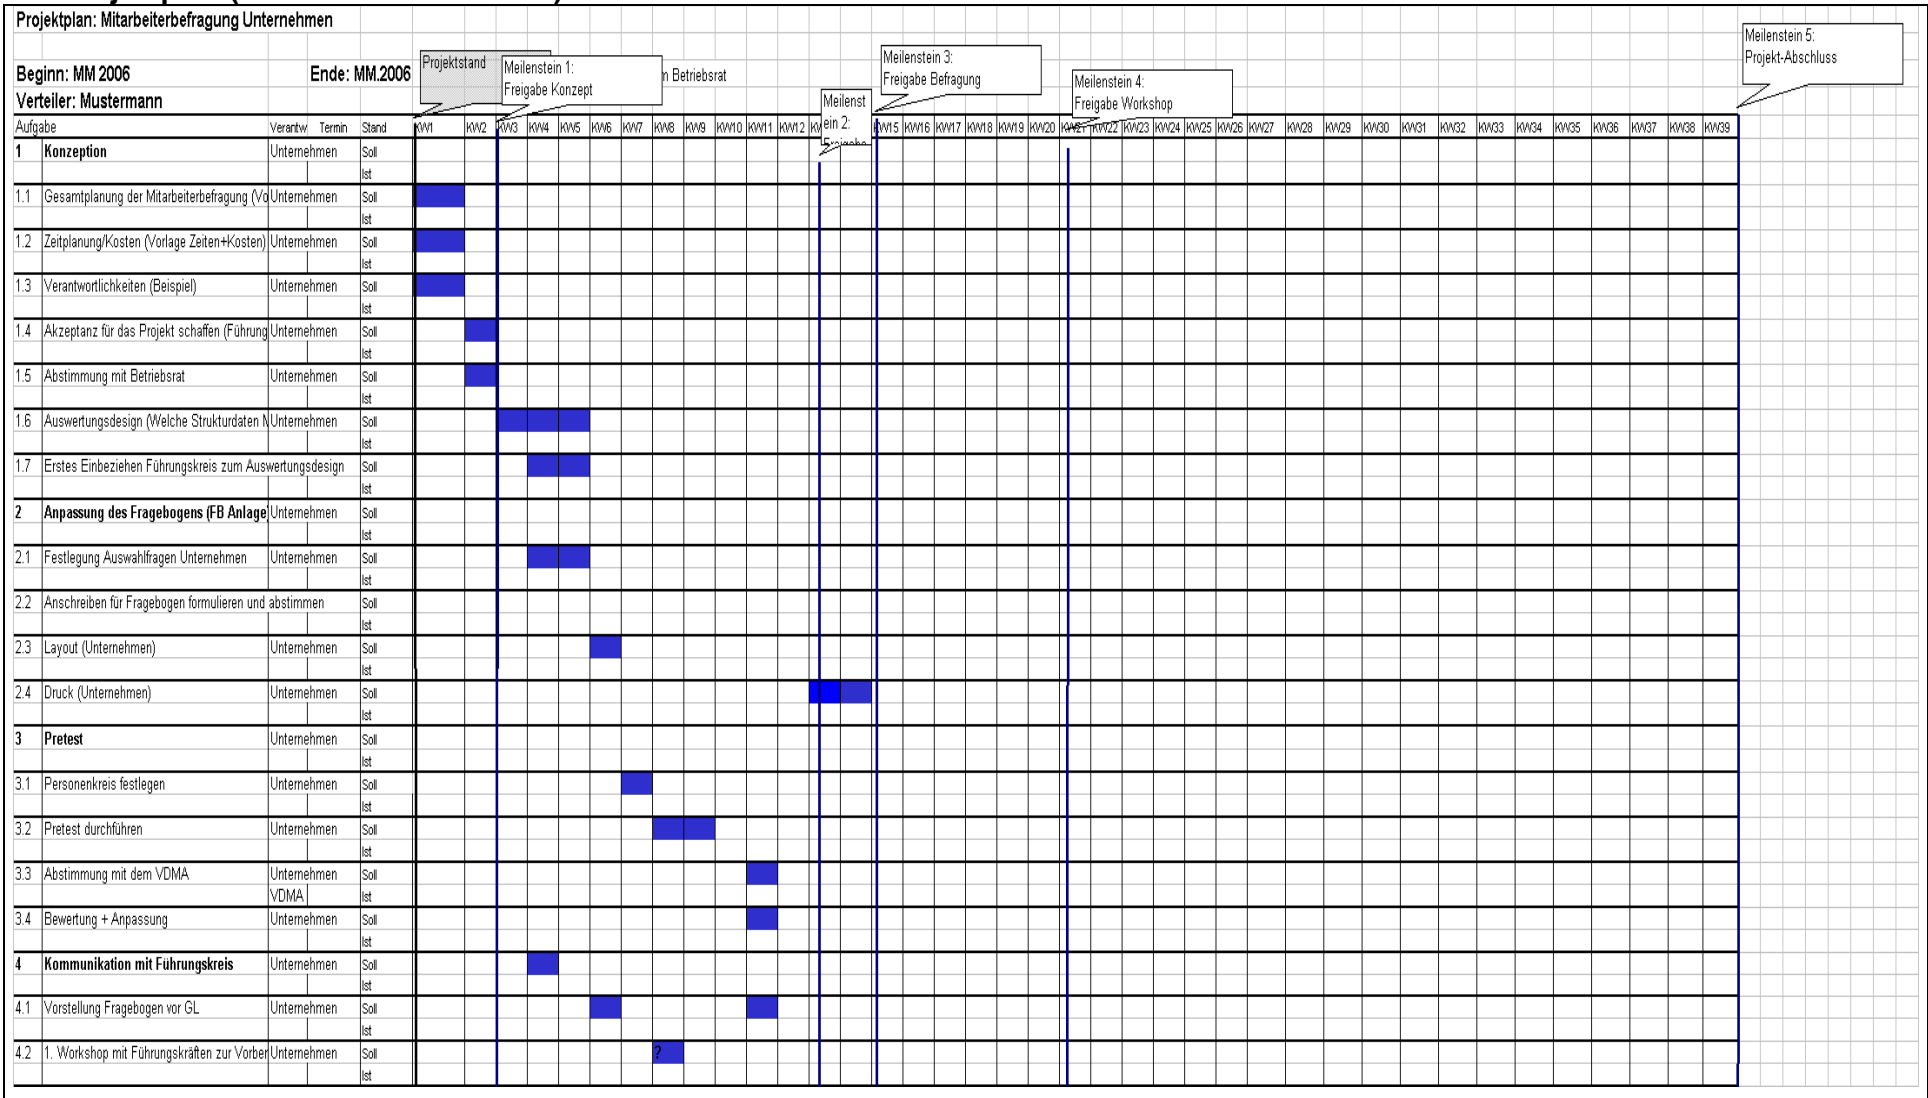 Projektplan: Mitarbeiterbefragung Unternehmen
Beginn: MM 2006 Ende: MM.2006
Verteiler: Mustermann
Projektstand
Meilenstein 1:
Freigabe Konzept
Betriebsrat
Meilenst
ein 2:
Meilenstein 3:
Freigabe Befragung
Meilenstein 4:
Freigabe Workshop
Meilenstein 5:
Projekt-Abschluss
Aufgabe Verantw Termin Stand KW1 KW2 KW3 KW4 KW5 KW6 KW7 KW8 KW9 KW10 KW11 KW12 KW15 KW16 KW17 KW18 KW19 KW20 KW21 KW22 KW23 KW24 KW25 KW26 KW27 KW28 KW29 KW30 KW31 KW32 KW33 KW34 KW35 KW36 KW37 KW38 KW39
1 Konzeption Unternehmen Soll
Ist
1.1 Gesamtplanung der Mitarbeiterbefragung (Vo Unternehmen Soll
Ist
1.2 Zeitplanung/Kosten (Vorlage Zeiten+Kosten) Unternehmen Soll
Ist
1.3 Verantwortlichkeiten (Beispiel) Unternehmen Soll
Ist
1.4 Akzeptanz für das Projekt schaffen (Führung Unternehmen Soll
Ist
1.5 Abstimmung mit Betriebsrat Unternehmen Soll
Ist
1.6 Auswertungsdesign (Welche Strukturdaten Unternehmen Soll
Ist
1.7 Erstes Einbeziehen Führungskreis zum Auswertungsdesign Soll
Ist
2 Anpassung des Fragebogens (FB Anlage) Unternehmen Soll
Ist
2.1 Festlegung Auswahlfragen Unternehmen Unternehmen Soll
Ist
2.2 Anschreiben für Fragebogen formulieren und abstimmen Soll
Ist
2.3 Layout (Unternehmen) Unternehmen Soll
Ist
2.4 Druck (Unternehmen) Unternehmen Soll
Ist
3 Pretest Unternehmen Soll
Ist
3.1 Personenkreis festlegen Unternehmen Soll
Ist
3.2 Pretest durchführen Unternehmen Soll
Ist
3.3 Abstimmung mit dem VDMA Unternehmen Soll
VDMA Ist
3.4 Bewertung + Anpassung Unternehmen Soll
Ist
4 Kommunikation mit Führungskreis Unternehmen Soll
Ist
4.1 Vorstellung Fragebogen vor GL Unternehmen Soll
Ist
4.2 1. Workshop mit Führungskräften zur Vorber Unternehmen Soll ?
Ist